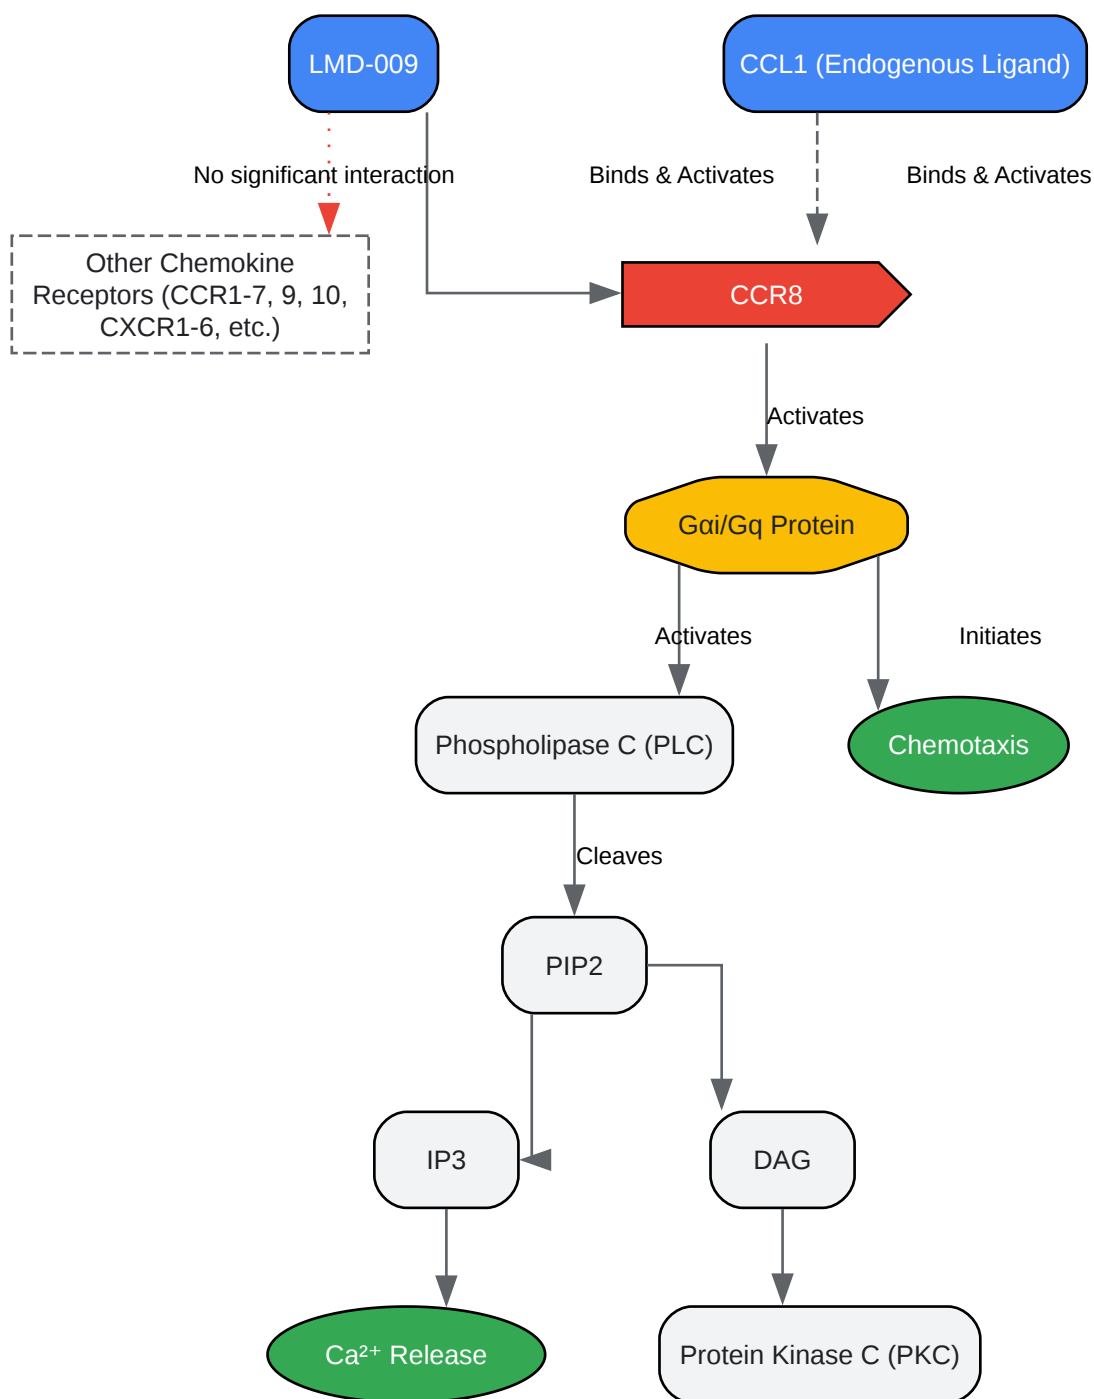 LMD-009
CCL1 (Endogenous Ligand)
No significant interaction
Binds & Activates
Binds & Activates
Other Chemokine
Receptors (CCR1-7, 9, 10,
CXCR1-6, etc.)
CCR8
Activates
Gαi/Gq Protein
Activates
Initiates
Phospholipase C (PLC)
Chemotaxis
Cleaves
PIP2
IP3
DAG
Ca²⁺ Release
Protein Kinase C (PKC)